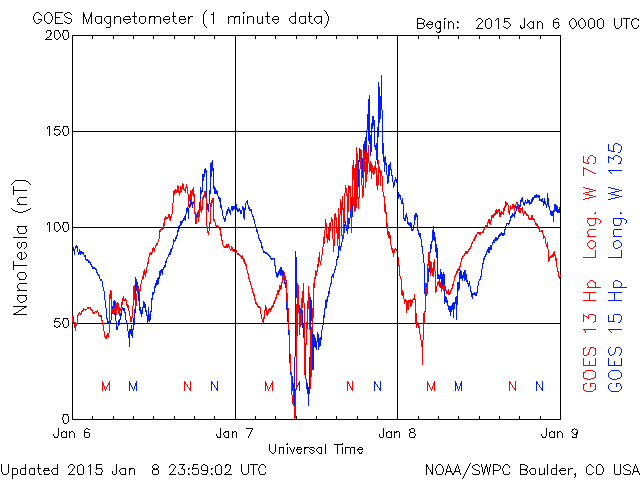 GOES Magnetometer (1 minute data)
Begin: 2015 Jan 6 0000 UTC
200
150
100
50
0
NanoTesla (nT)
M M N N M M N N M M N N
Jan 6 Jan 7 Jan 8 Jan 9
Universal Time
GOES 13 Hp Long. W 75
GOES 15 Hp Long. W 135
Updated 2015 Jan 8 23:59:02 UTC
NOAA/SWPC Boulder, CO USA